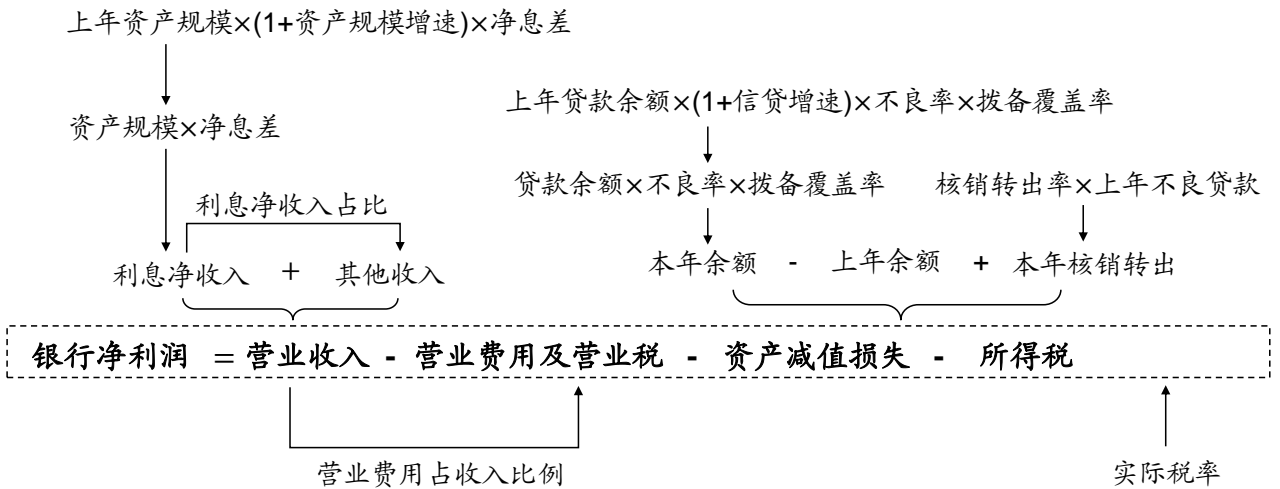 上年资产规模×(1+资产规模增速)×净息差
上年贷款余额×(1+信贷增速)×不良率×拨备覆盖率
资产规模×净息差
贷款余额×不良率×拨备覆盖率 核销转出率×上年不良贷款
利息净收入占比
本年余额 - 上年余额 + 本年核销转出
利息净收入 + 其他收入
银行净利润 = 营业收入 - 营业费用及营业税 - 资产减值损失 - 所得税
营业费用占收入比例 实际税率